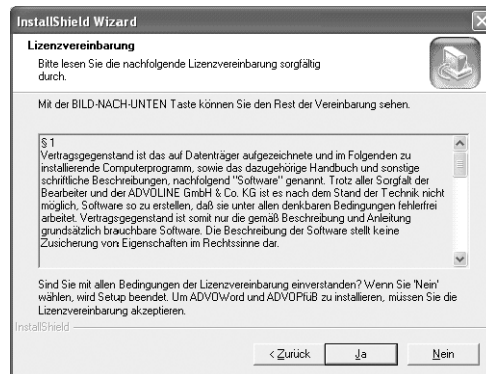 InstallShield Wizard
Lizenzvereinbarung
Bitte lesen Sie die nachfolgende Lizenzvereinbarung sorgfältig
durch.
Mit der BILD-NACH-UNTEN Taste können Sie den Rest der Vereinbarung sehen.
§ 1
Vertragsgegenstand ist das auf Datenträger aufgezeichnete und im Folgenden zu
installierende Computerprogramm, sowie das dazugehörige Handbuch und sonstige
schriftliche Beschreibungen, nachfolgend "Software" genannt. Trotz aller Sorgfalt der
Bearbeiter und der ADVOLINE GmbH & Co. KG ist es nach dem Stand der Technik nicht
möglich, Software so zu erstellen, daß sie unter allen denkbaren Bedingungen fehlerfrei
arbeitet. Vertragsgegenstand ist somit nur die gemäß Beschreibung und Anleitung
grundsätzlich brauchbare Software. Die Beschreibung der Software stellt keine
Zusicherung von Eigenschaften im Rechtssinne dar.
Sind Sie mit allen Bedingungen der Lizenzvereinbarung einverstanden? Wenn Sie 'Nein'
wählen, wird Setup beendet. Um ADVOWord und ADVOPfüB zu installieren, müssen Sie die
Lizenzvereinbarung akzeptieren.
InstallShield
< Zurück
Ja
Nein